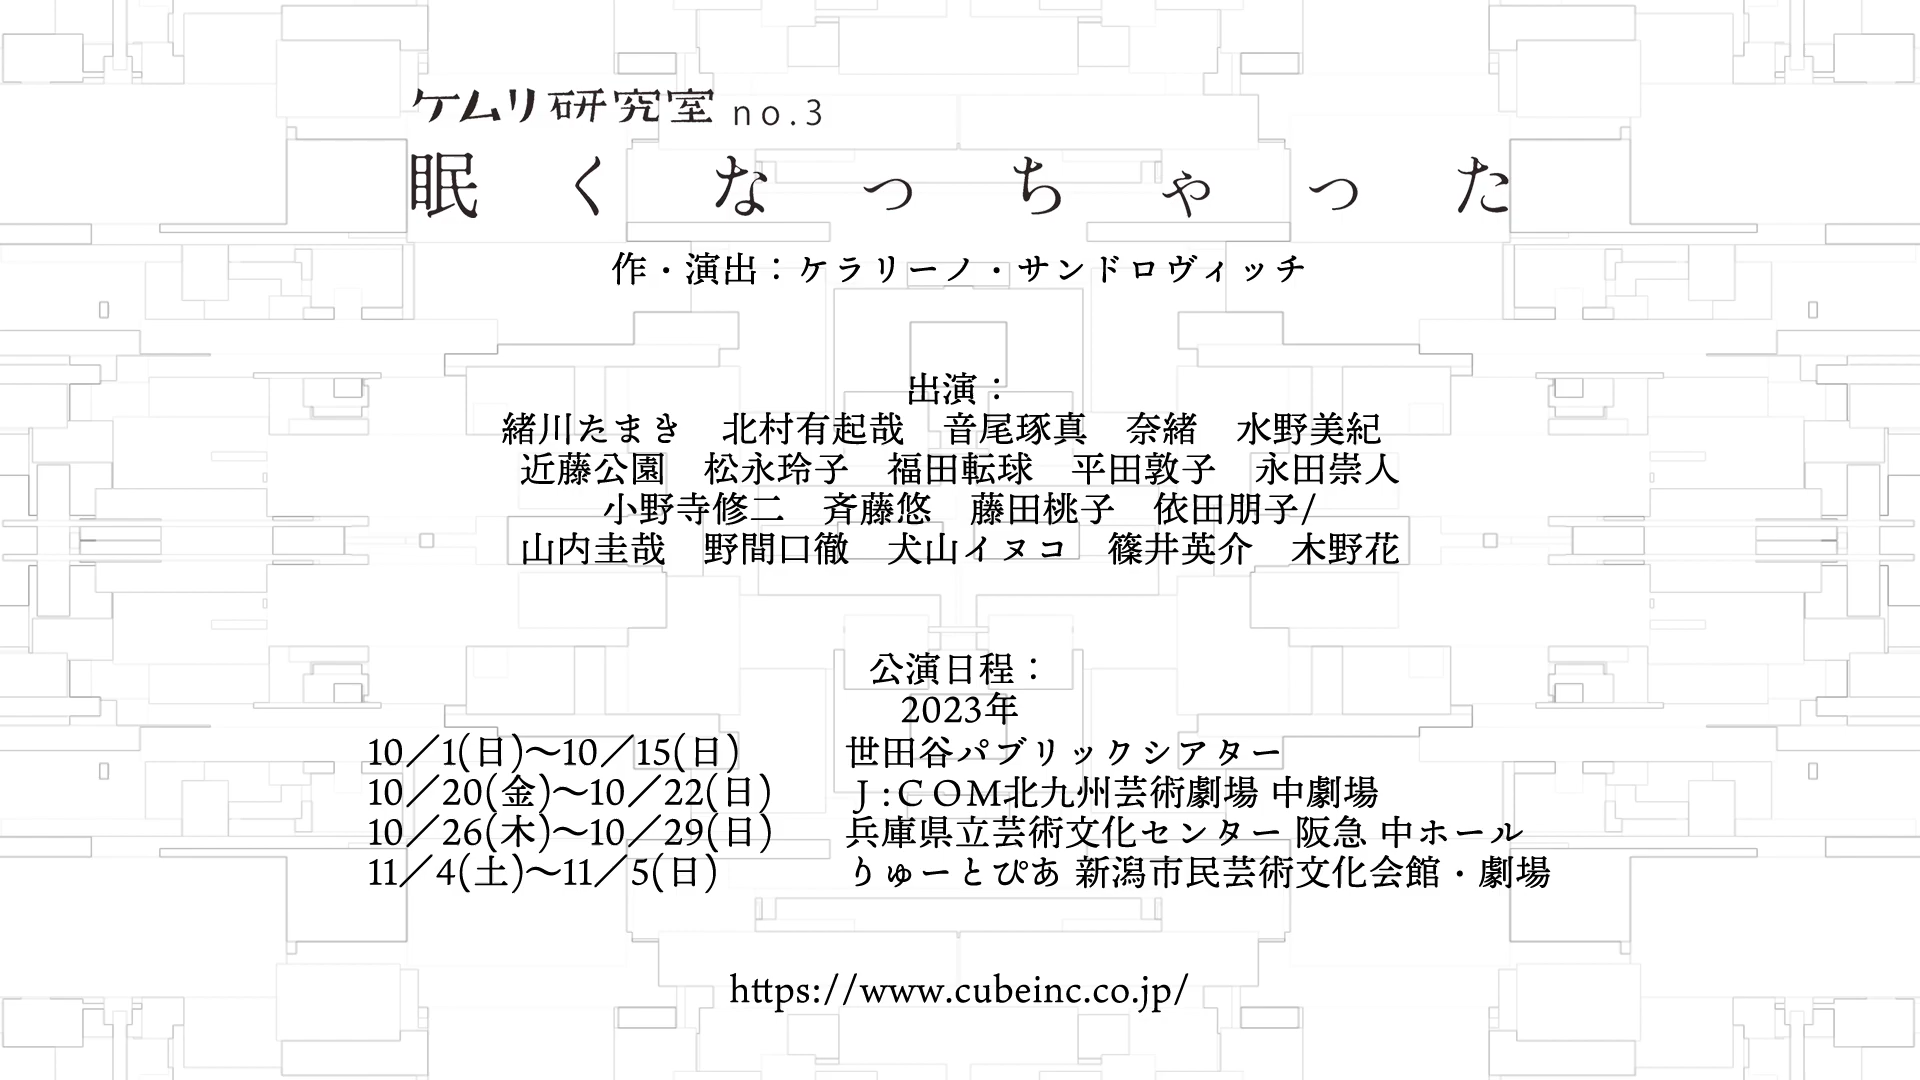 ケムリ研究室 no.3
眠くなっちゃった
作・演出：ケラリーノ・サンドロヴィッチ
出演：
緒川たまき　北村有起哉　音尾琢真　奈緒　水野美紀
近藤公園　松永玲子　福田転球　平田敦子　永田崇人
小野寺修二　斉藤悠　藤田桃子　依田朋子/
山内圭哉　野間口徹　犬山イヌコ　篠井英介　木野花
公演日程：
2023年
10／1(日)〜10／15(日)　世田谷パブリックシアター
10／20(金)〜10／22(日)　Ｊ:ＣＯＭ北九州芸術劇場 中劇場
10／26(木)〜10／29(日)　兵庫県立芸術文化センター 阪急 中ホール
11／4(土)〜11／5(日)　りゅーとぴあ 新潟市民芸術文化会館・劇場
https://www.cubeinc.co.jp/